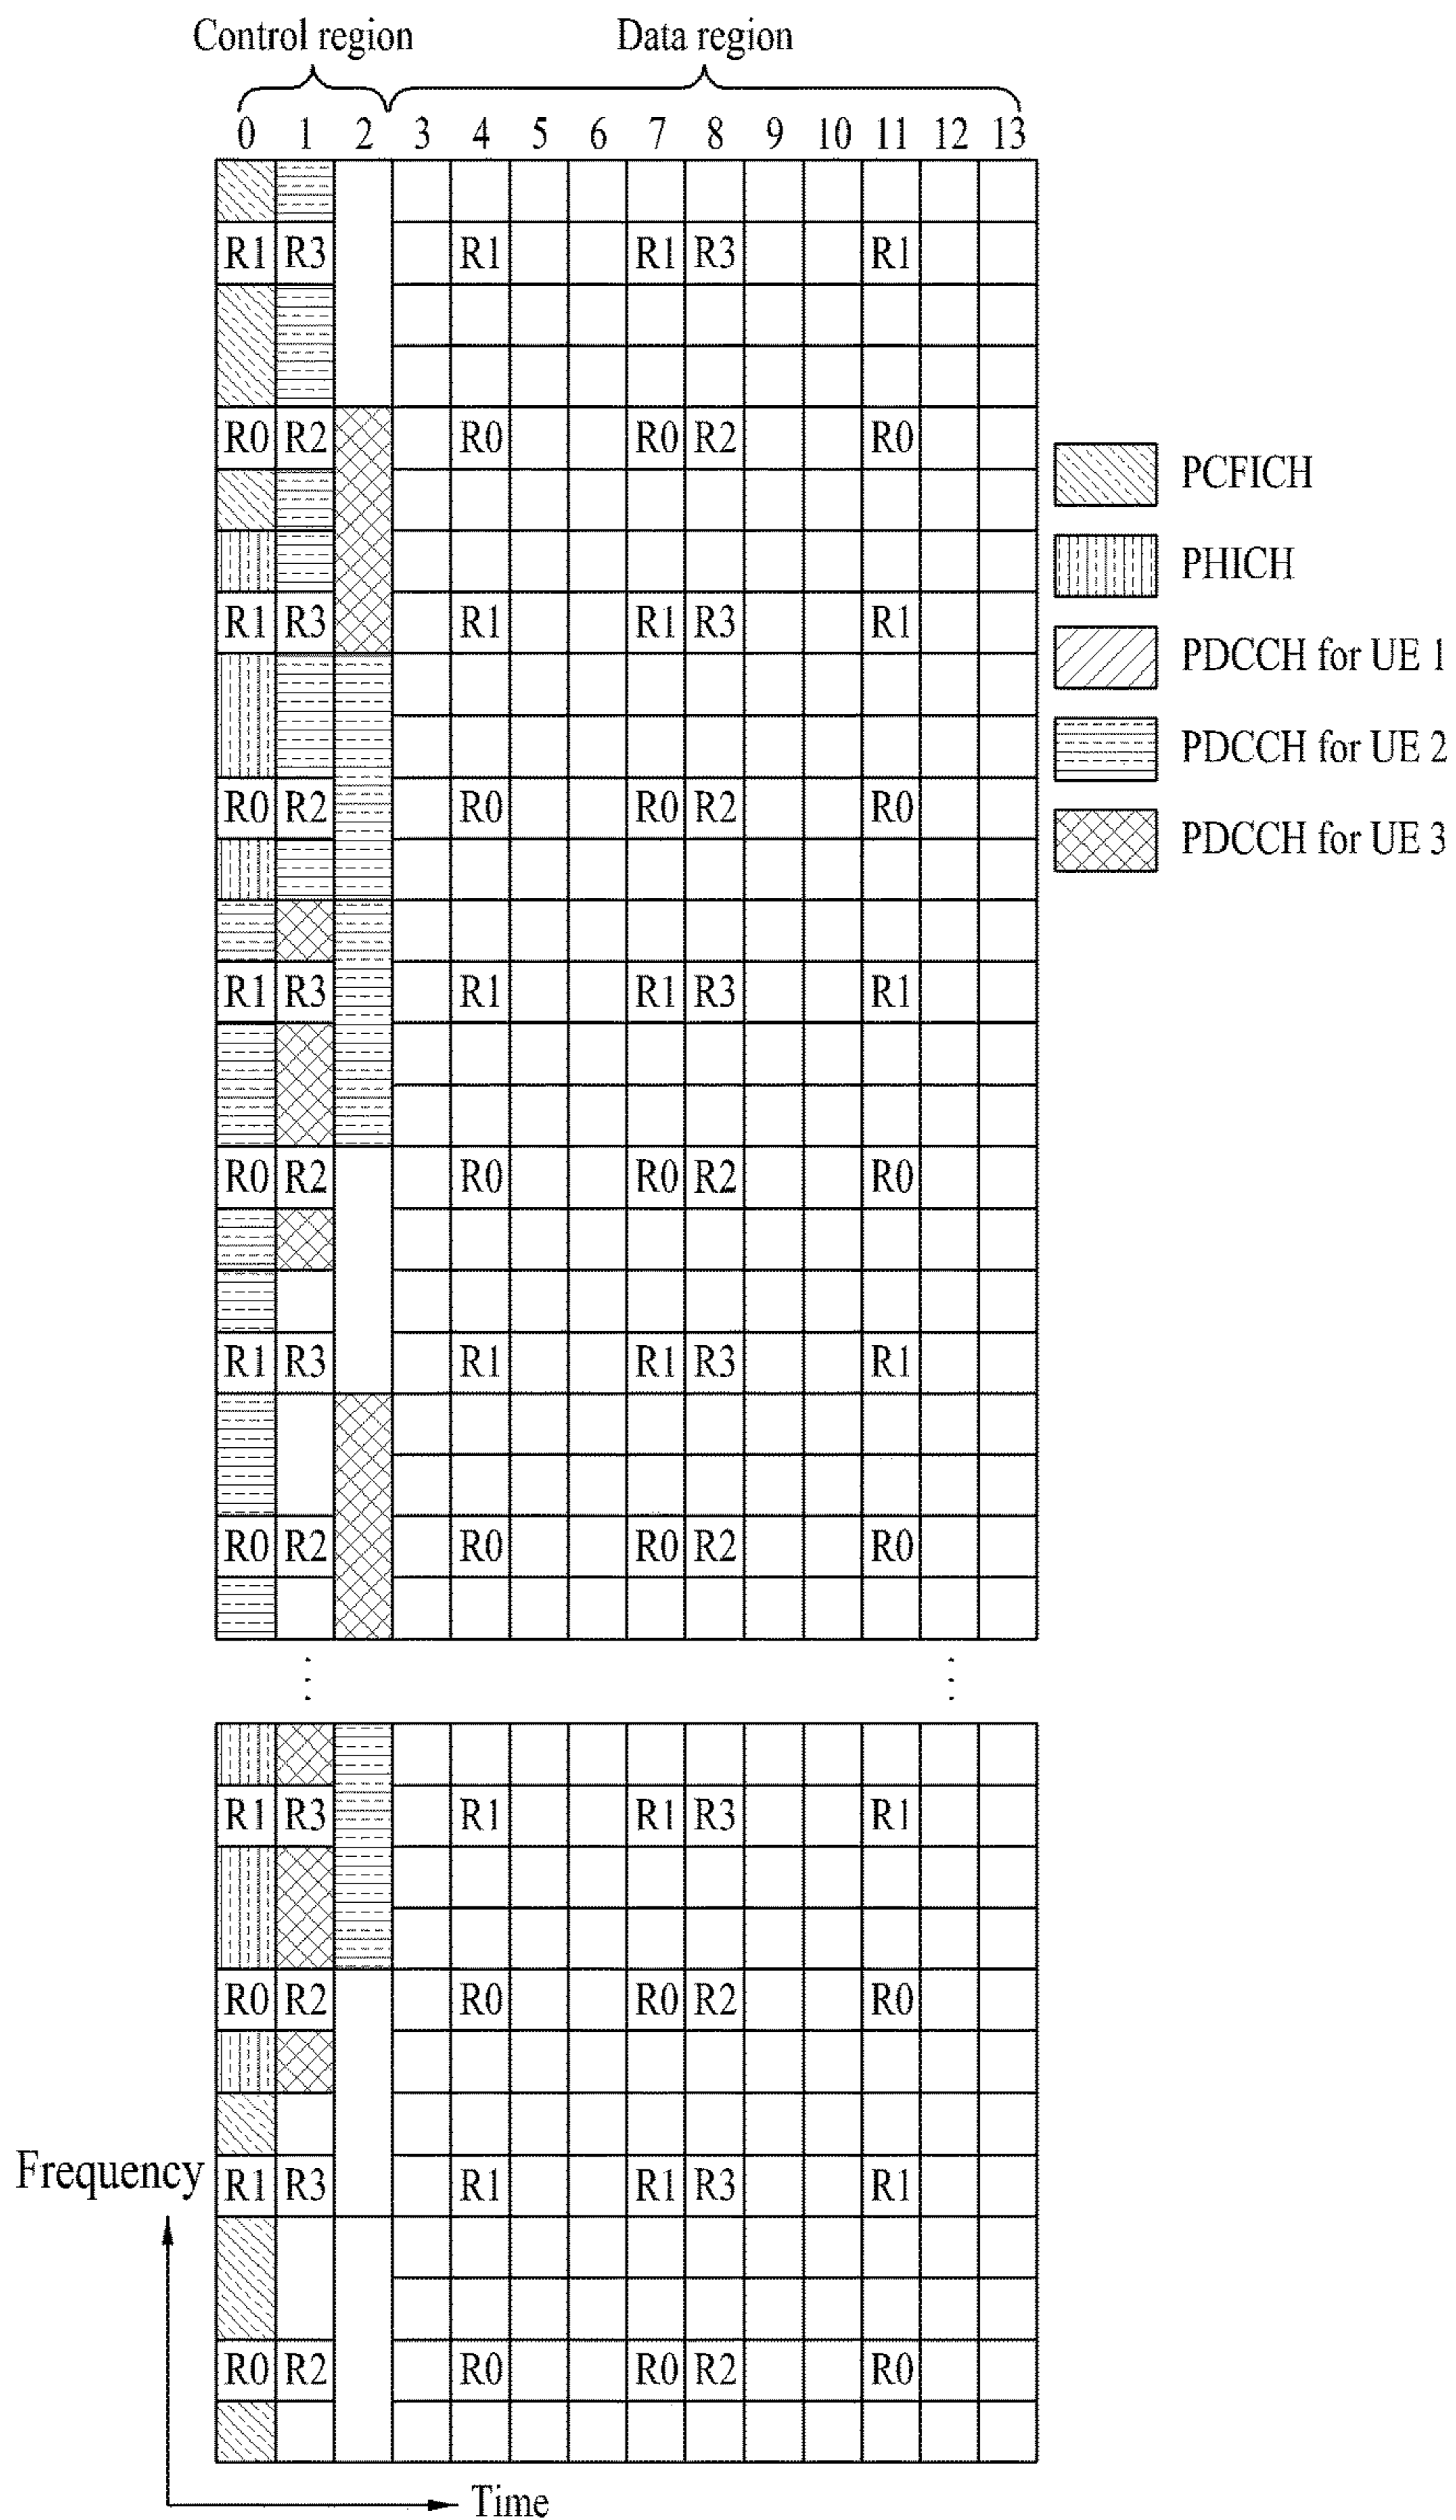 Control region Data region
0 1 2 3 4 5 6 7 8 9 10 11 12 13
R1 R3 R1 R1 R3 R1
R0 R2 R0 R0 R2 R0
PCFICH
PHICH
R1 R3 R1 R1 R3 R1
PDCCH for UE 1
PDCCH for UE 2
R0 R2 R0 R0 R2 R0
PDCCH for UE 3
R1 R3 R1 R1 R3 R1
R0 R2 R0 R0 R2 R0
R1 R3 R1 R1 R3 R1
R0 R2 R0 R0 R2 R0
R1 R3 R1 R1 R3 R1
R0 R2 R0 R0 R2 R0
Frequency
R1 R3 R1 R1 R3 R1
R0 R2 R0 R0 R2 R0
Time